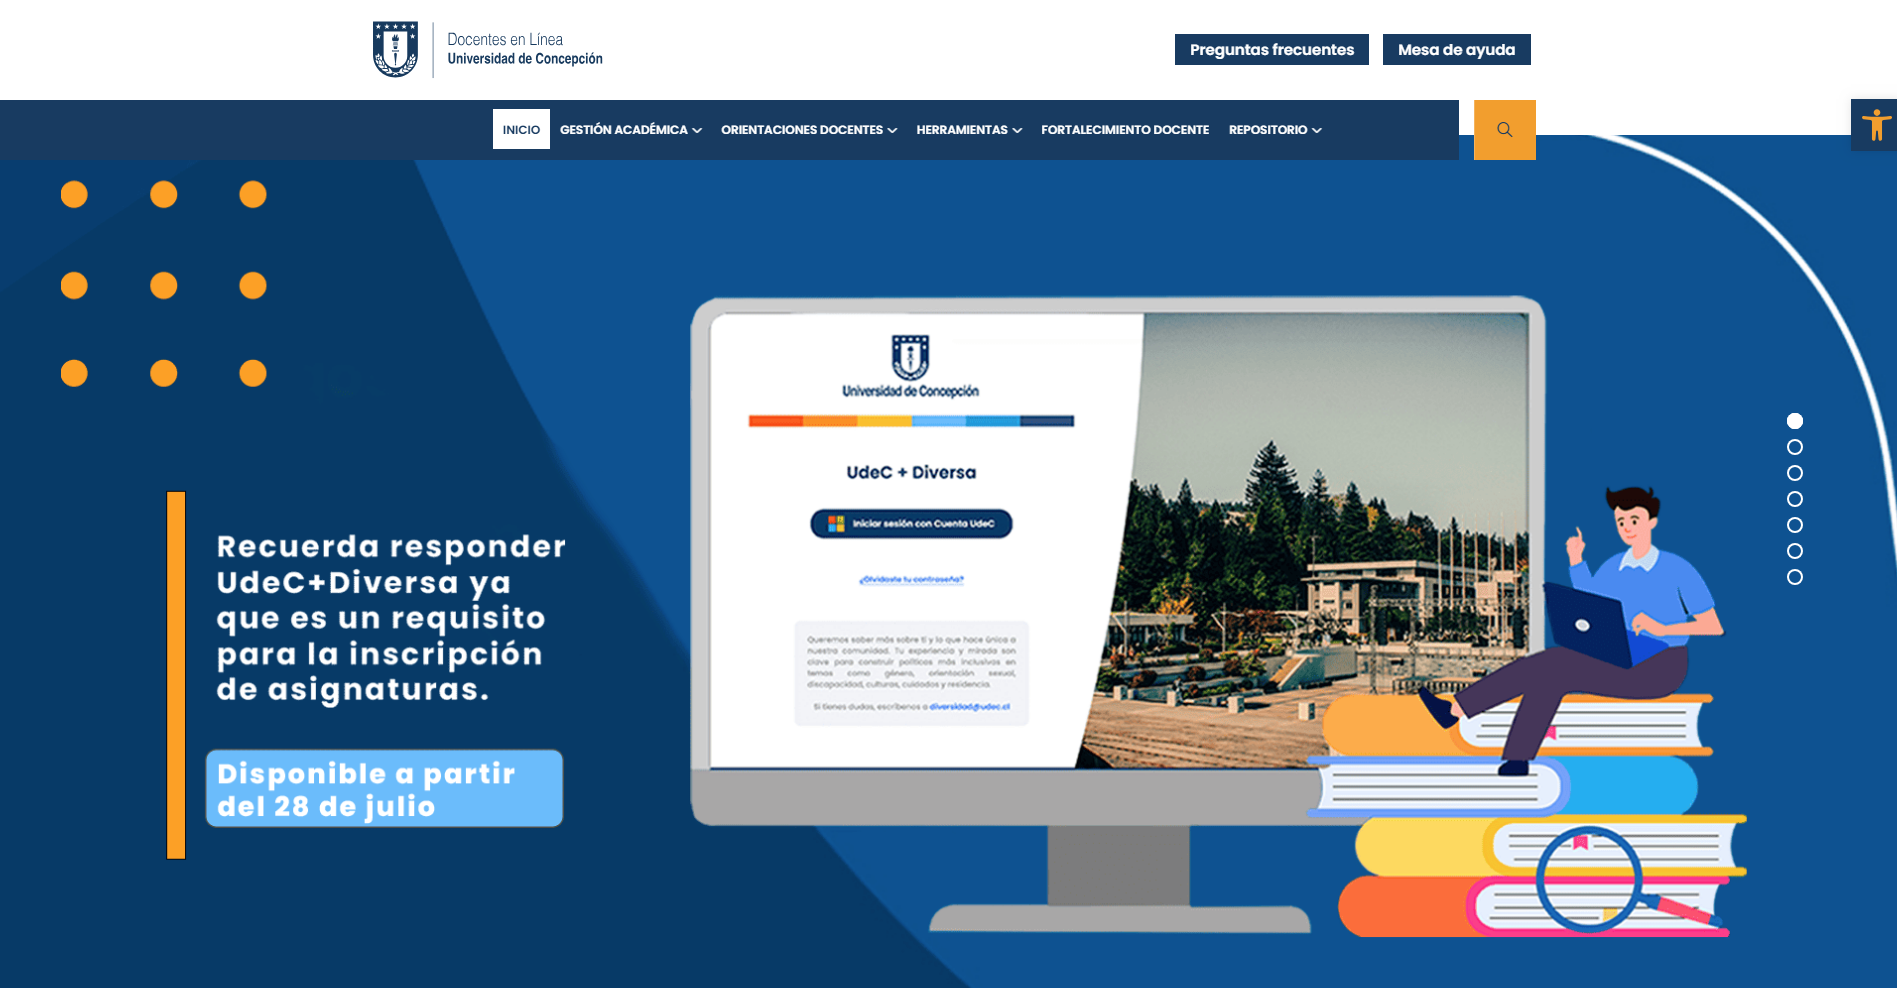 Docentes en Línea
Universidad de Concepción
Preguntas frecuentes
Mesa de ayuda
INICIO
GESTIÓN ACADÉMICA
ORIENTACIONES DOCENTES
HERRAMIENTAS
FORTALECIMIENTO DOCENTE
REPOSITORIO
Recuerda responder
UdeC+Diversa ya
que es un requisito
para la inscripción
de asignaturas.
Disponible a partir
del 28 de julio
Universidad de Concepción
UdeC + Diversa
Iniciar sesión con Cuenta UdeC
¿Olvidaste tu contraseña?
Queremos saber más sobre ti y lo que hace única a
nuestra comunidad. Tu experiencia y mirada son
clave para construir políticas más inclusivas en
temas como género, orientación sexual,
discapacidad, culturas, cuidados y residencia.
Si tienes dudas, escríbenos a diversidad@udec.cl